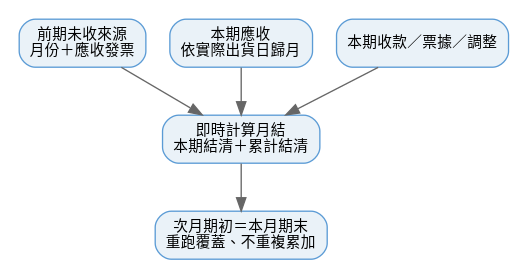 前期未收來源
月份＋應收發票
本期應收
依實際出貨日歸月
本期收款／票據／調整
即時計算月結
本期結清＋累計結清
次月期初＝本月期末
重跑覆蓋、不重複累加